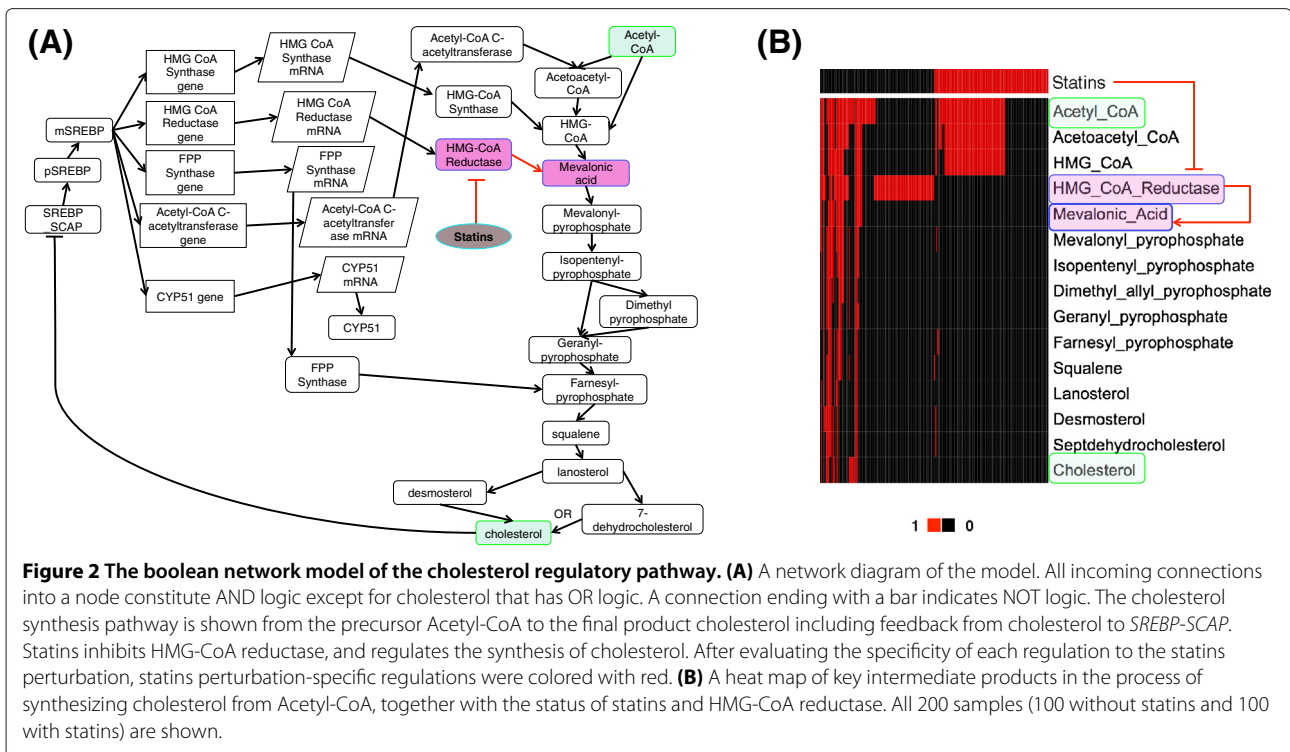 (A)
HMG CoA
Synthase
gene
HMG CoA
Synthase
mRNA
Acetyl-CoA C-
acetyltransferase
Acetyl-
CoA
Acetoacetyl-
CoA
HMG-CoA
Synthase
HMG-
CoA
mSREBP
HMG CoA
Reductase
gene
HMG CoA
Reductase
mRNA
HMG-CoA
Reductase
Mevalonic
acid
pSREBP
FPP
Synthase
gene
FPP
Synthase
mRNA
SREBP
_SCAP
Acetyl-CoA C-
acetyltransferase
gene
Acetyl-CoA C-
acetyltransfer
ase mRNA
Statins
Mevalonyl-
pyrophosphate
CYP51 gene
CYP51
mRNA
CYP51
Isopentenyl-
pyrophosphate
Dimethyl
pyrophosphate
Geranyl-
pyrophosphate
FPP
Synthase
Farnesyl-
pyrophosphate
squalene
lanosterol
desmosterol
OR
7-
dehydrocholesterol
cholesterol
(B)
Statins
Acetyl_CoA
Acetoacetyl_CoA
HMG_CoA
HMG_CoA_Reductase
Mevalonic_Acid
Mevalonyl_pyrophosphate
Isopentenyl_pyrophosphate
Dimethyl_allyl_pyrophosphate
Geranyl_pyrophosphate
Farnesyl_pyrophosphate
Squalene
Lanosterol
Desmosterol
Septdehydrocholesterol
Cholesterol
1 0
Figure 2 The boolean network model of the cholesterol regulatory pathway. (A) A network diagram of the model. All incoming connections
into a node constitute AND logic except for cholesterol that has OR logic. A connection ending with a bar indicates NOT logic. The cholesterol
synthesis pathway is shown from the precursor Acetyl-CoA to the final product cholesterol including feedback from cholesterol to SREBP-SCAP.
Statins inhibits HMG-CoA reductase, and regulates the synthesis of cholesterol. After evaluating the specificity of each regulation to the statins
perturbation, statins perturbation-specific regulations were colored with red. (B) A heat map of key intermediate products in the process of
synthesizing cholesterol from Acetyl-CoA, together with the status of statins and HMG-CoA reductase. All 200 samples (100 without statins and 100
with statins) are shown.